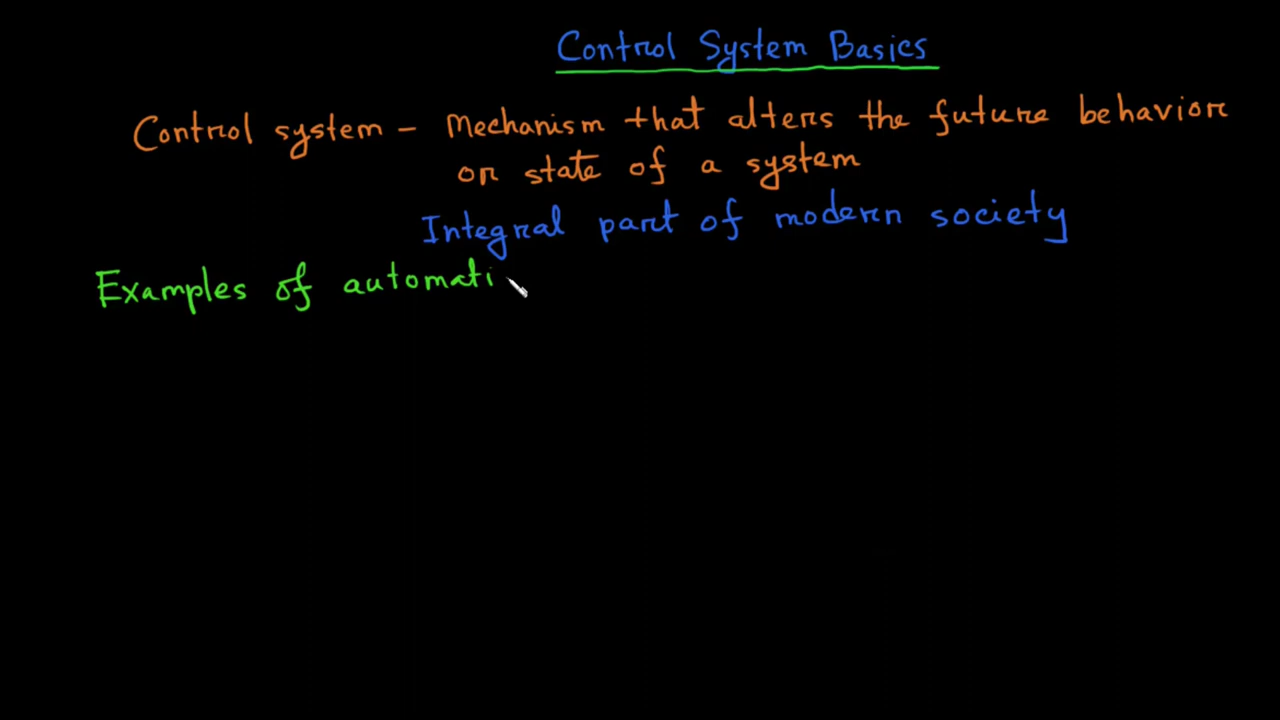 Control System Basics
Control system - Mechanism that alters the future behavior
or state of a system
Integral part of modern society
Examples of automati